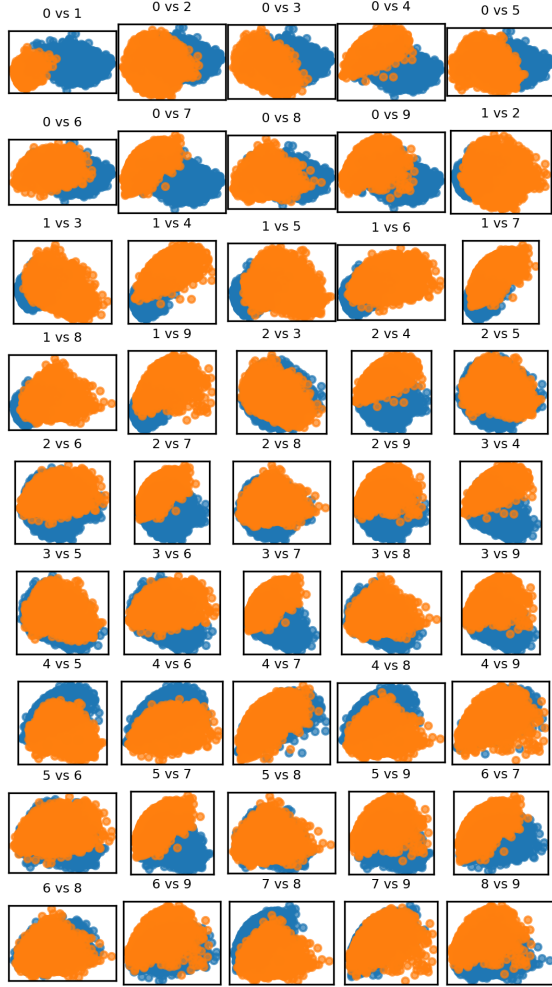 0 vs 1 0 vs 2 0 vs 3 0 vs 4 0 vs 5
0 vs 6 0 vs 7 0 vs 8 0 vs 9 1 vs 2
1 vs 3 1 vs 4 1 vs 5 1 vs 6 1 vs 7
1 vs 8 1 vs 9 2 vs 3 2 vs 4 2 vs 5
2 vs 6 2 vs 7 2 vs 8 2 vs 9 3 vs 4
3 vs 5 3 vs 6 3 vs 7 3 vs 8 3 vs 9
4 vs 5 4 vs 6 4 vs 7 4 vs 8 4 vs 9
5 vs 6 5 vs 7 5 vs 8 5 vs 9 6 vs 7
6 vs 8 6 vs 9 7 vs 8 7 vs 9 8 vs 9